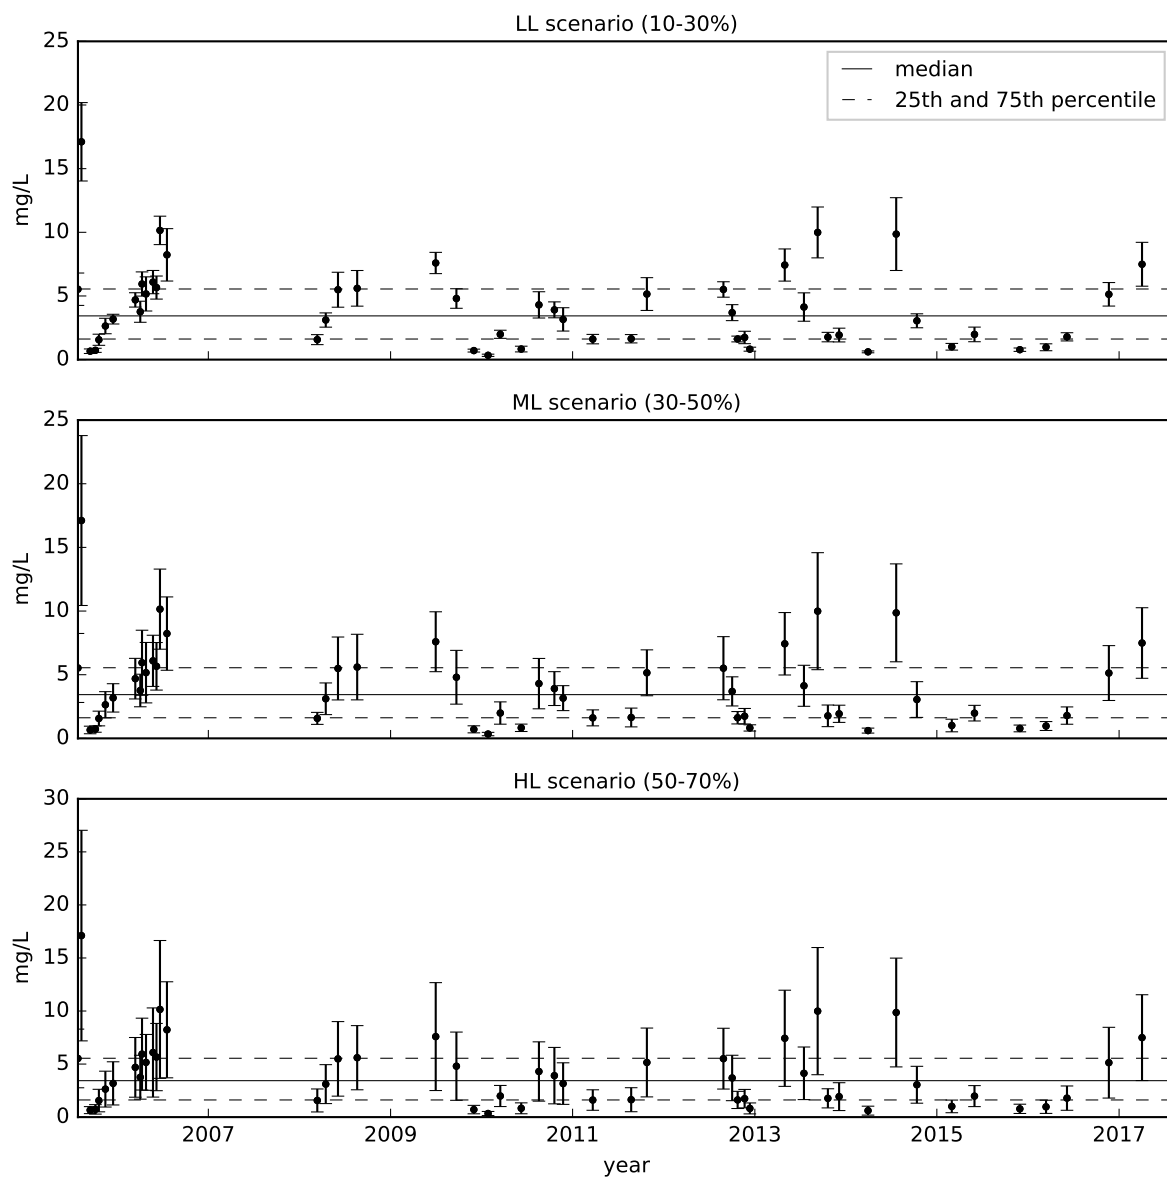 LL scenario (10-30%)
25
20
15
10
5
0
mg/L
median
25th and 75th percentile
ML scenario (30-50%)
25
20
15
10
5
0
mg/L
HL scenario (50-70%)
30
25
20
15
10
5
0
mg/L
2007 2009 2011 2013 2015 2017
year